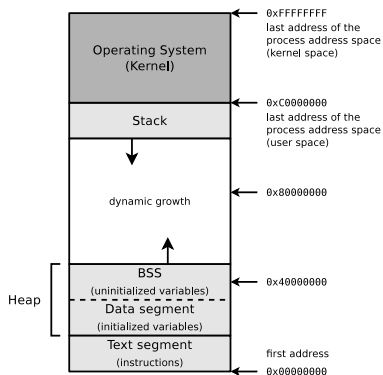 Operating System
(Kernel)
Stack
dynamic growth
BSS
(uninitialized variables)
Data segment
(initialized variables)
Text segment
(instructions)
Heap
0xFFFFFFFF
last address of the
process address space
(kernel space)
0xC0000000
last address of the
process address space
(user space)
0x80000000
0x40000000
first address
0x00000000